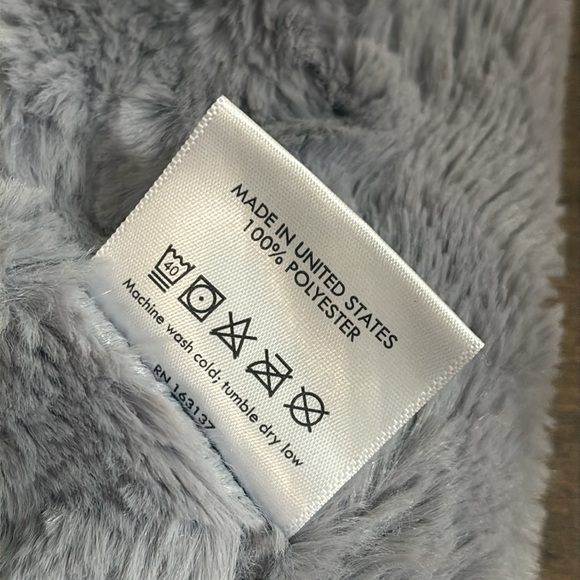 MADE IN UNITED STATES
100% POLYESTER
40
Machine wash cold; tumble dry low
RN 163137